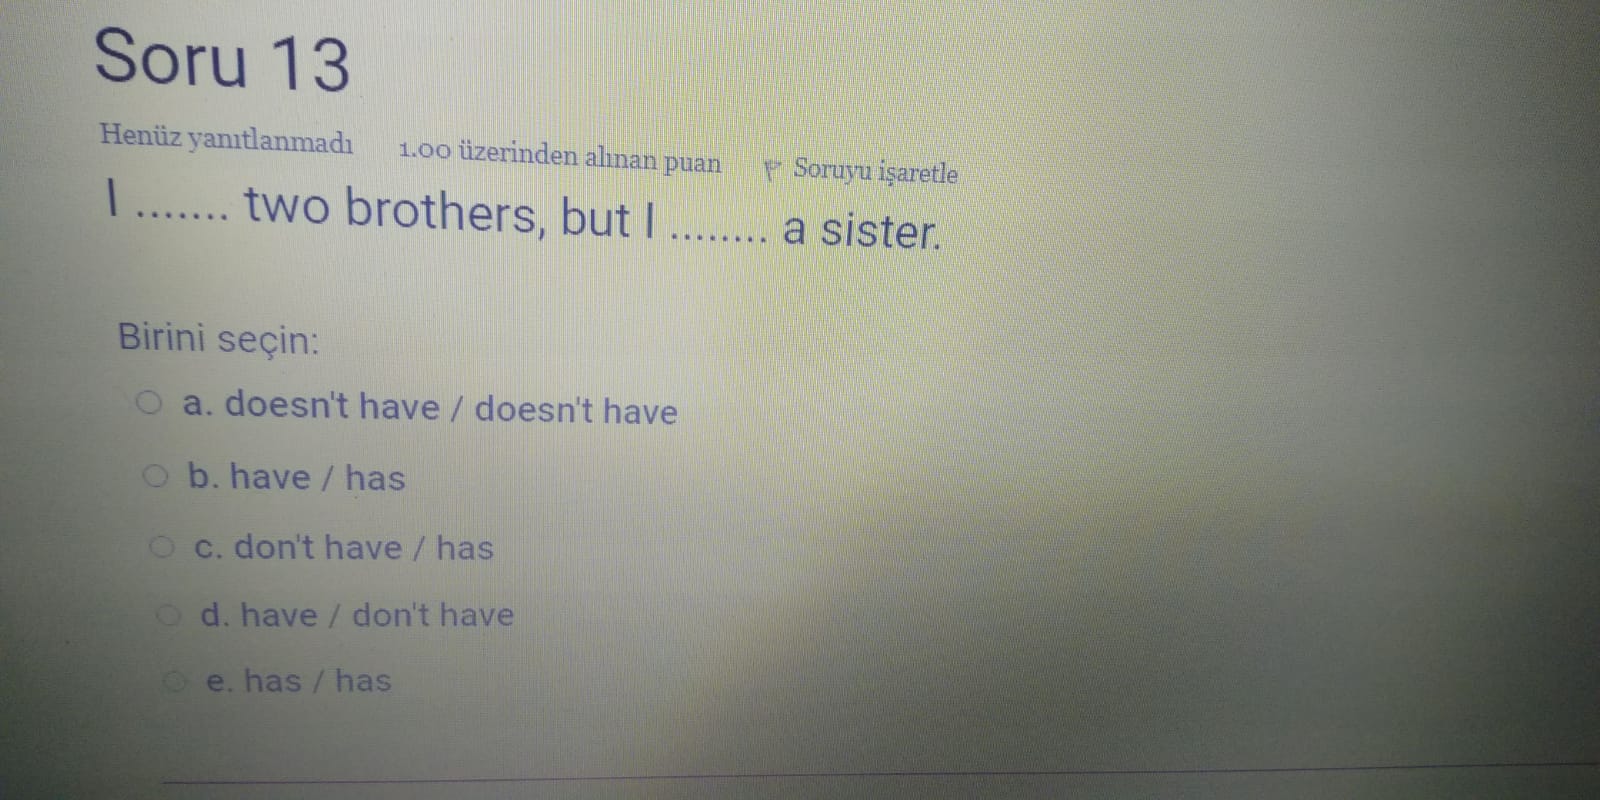 Soru 13
Henüz yanıtlanmadı 1.00 üzerinden alınan puan Soruyu işaretle
I ....... two brothers, but I ........ a sister.
Birini seçin:
a. doesn't have / doesn't have
b. have / has
c. don't have / has
d. have / don't have
e. has / has